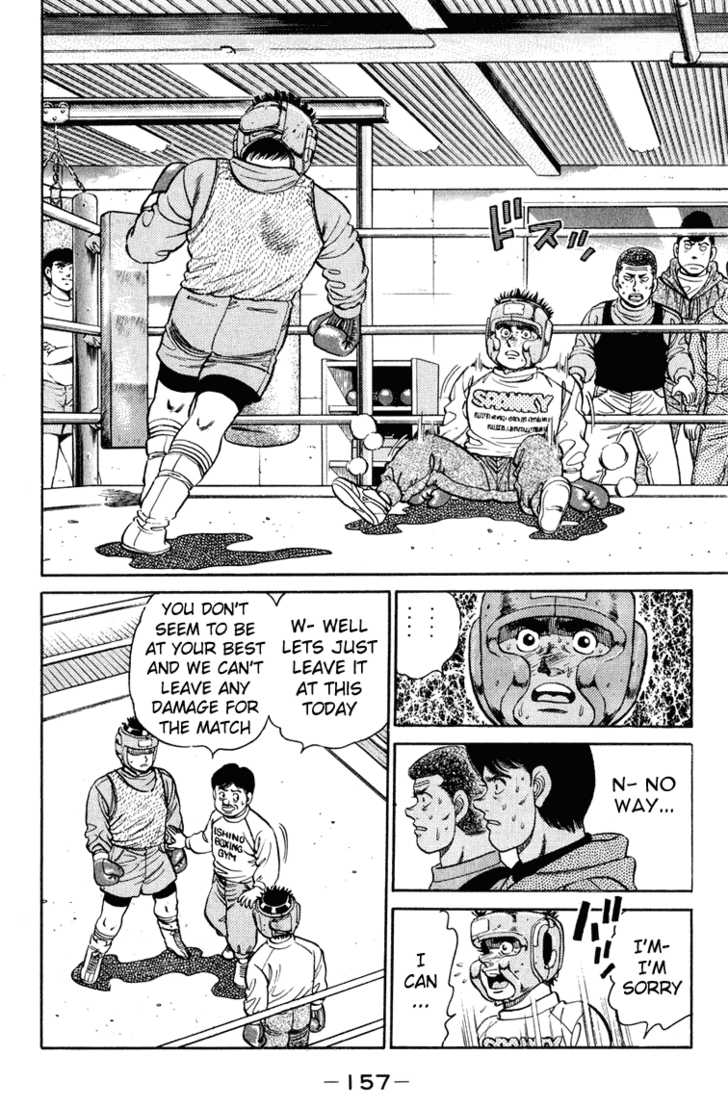 ドスッ
SPANKY
W- WELL
LETS JUST
LEAVE IT
AT THIS
TODAY
YOU DON'T
SEEM TO BE
AT YOUR BEST
AND WE CAN'T
LEAVE ANY
DAMAGE FOR
THE MATCH
ISHINO
BOXING
GYM
N- NO
WAY...
I'M-
I'M
SORRY
I
CAN
...
- 157 -